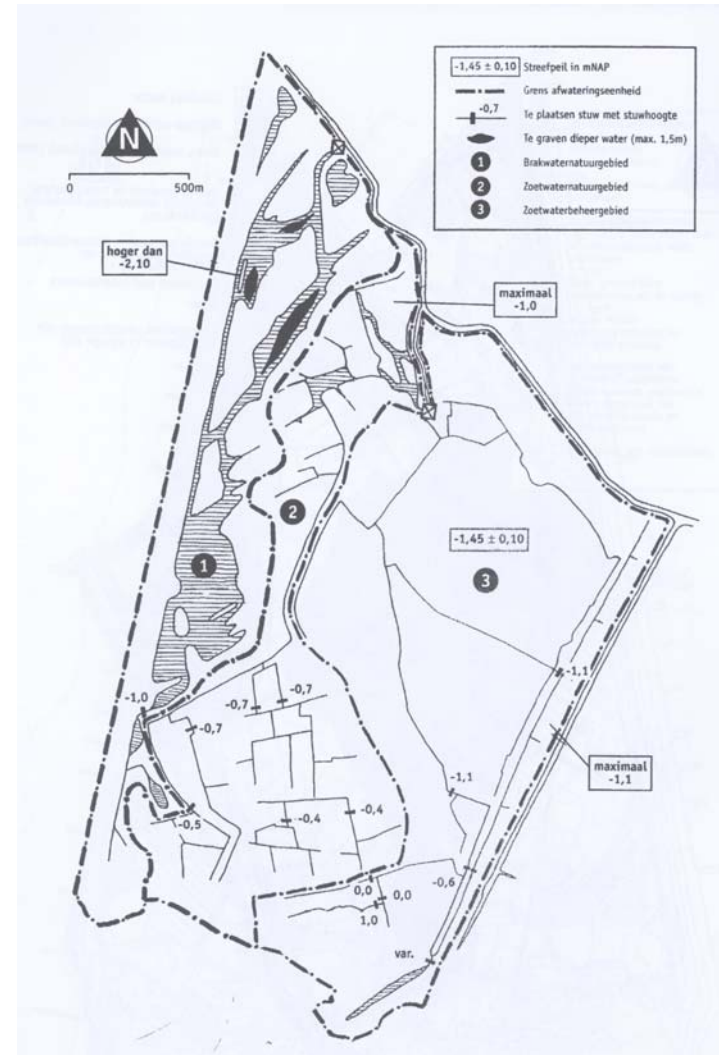 -1,45 ± 0,10 Streefpeil in mNAP
Grens afwateringseenheid
-0,7 Te plaatsen stuw met stuwhoogte
Te graven dieper water (max. 1,5m)
1 Brakwaternatuurgebied
2 Zoetwaternatuurgebied
3 Zoetwaterbeheergebied
N
0 500m
hoger dan
-2,10
maximaal
-1,0
2
-1,45 ± 0,10
1
3
-1,0
-0,7
-0,7
-0,7
-1,1
maximaal
-1,1
-1,1
-0,5
-0,4
-0,4
-0,6
0,0
0,0
1,0
var.